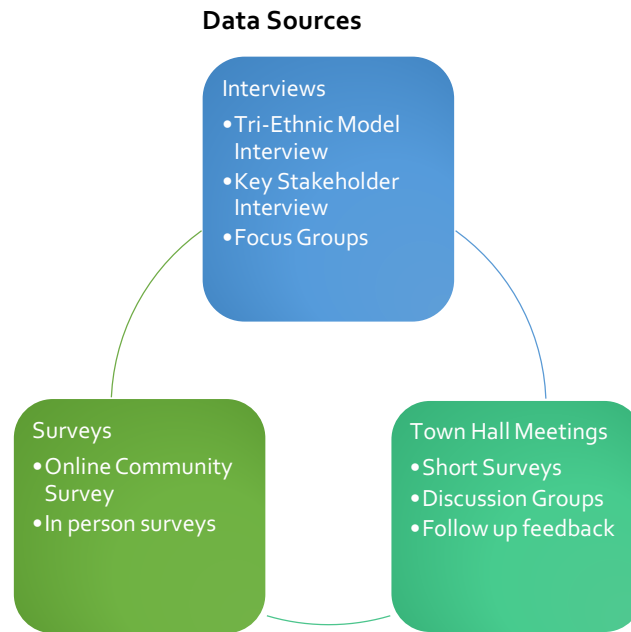 Data Sources
Interviews
•Tri-Ethnic Model
Interview
•Key Stakeholder
Interview
•Focus Groups
Surveys
•Online Community
Survey
•In person surveys
Town Hall Meetings
•Short Surveys
•Discussion Groups
•Follow up feedback